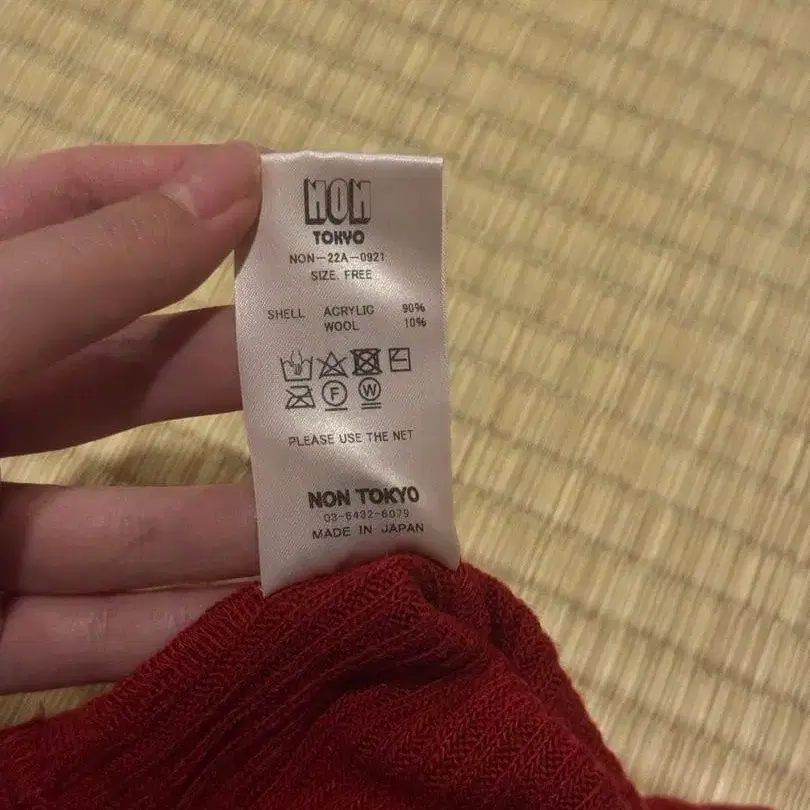 NON
TOKYO
NON-22A-0921
SIZE. FREE
SHELL ACRYLIC 90%
WOOL 10%
F W
PLEASE USE THE NET
NON TOKYO
03-6432-6079
MADE IN JAPAN